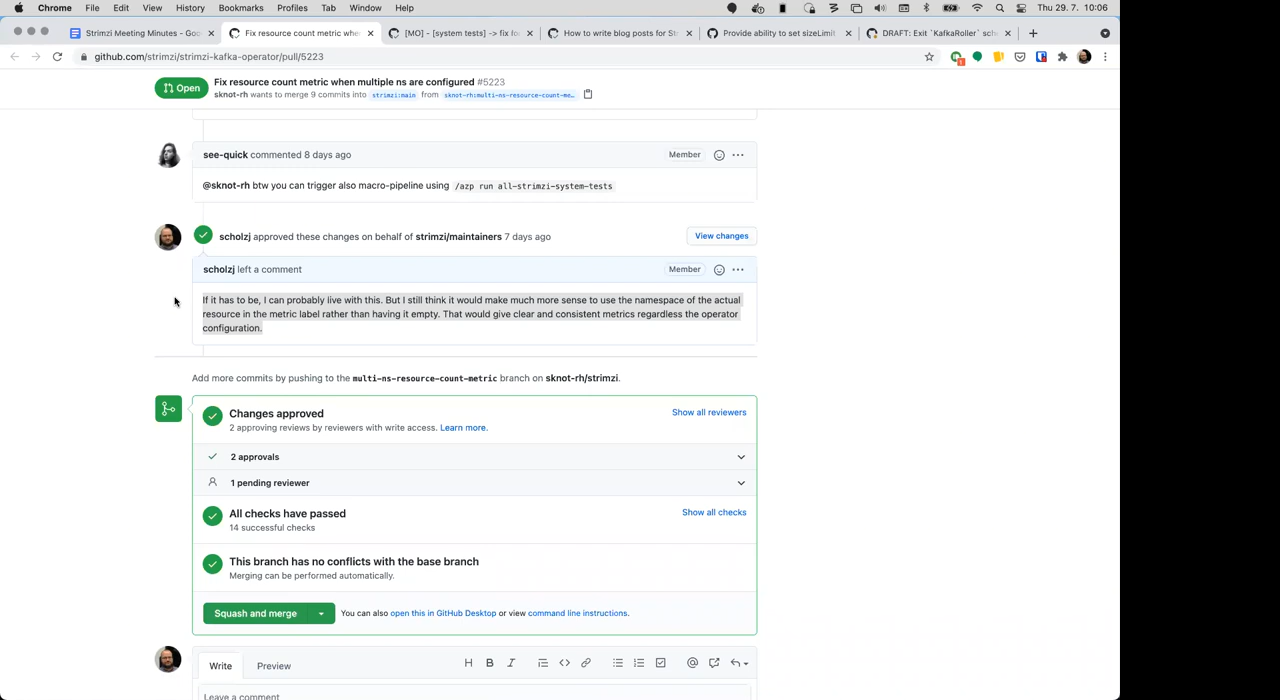 Chrome File Edit View History Bookmarks Profiles Tab Window Help Thu 29. 7. 10:06
Strimzi Meeting Minutes - Goo × Fix resource count metric whe × [MO] - [system tests] -> fix fo × How to write blog posts for St × Provide ability to set sizeLimit × DRAFT: Exit `KafkaRoller` sch × +
github.com/strimzi/strimzi-kafka-operator/pull/5223
Open
Fix resource count metric when multiple ns are configured #5223
sknot-rh wants to merge 9 commits into strimzi:main from sknot-rh:multi-ns-resource-count-me…
see-quick commented 8 days ago Member
@sknot-rh btw you can trigger also macro-pipeline using /azp run all-strimzi-system-tests
scholzj approved these changes on behalf of strimzi/maintainers 7 days ago View changes
scholzj left a comment Member
If it has to be, I can probably live with this. But I still think it would make much more sense to use the namespace of the actual
resource in the metric label rather than having it empty. That would give clear and consistent metrics regardless the operator
configuration.
Add more commits by pushing to the multi-ns-resource-count-metric branch on sknot-rh/strimzi.
Changes approved Show all reviewers
2 approving reviews by reviewers with write access. Learn more.
2 approvals
1 pending reviewer
All checks have passed Show all checks
14 successful checks
This branch has no conflicts with the base branch
Merging can be performed automatically.
Squash and merge You can also open this in GitHub Desktop or view command line instructions.
Write Preview H B I
Leave a comment